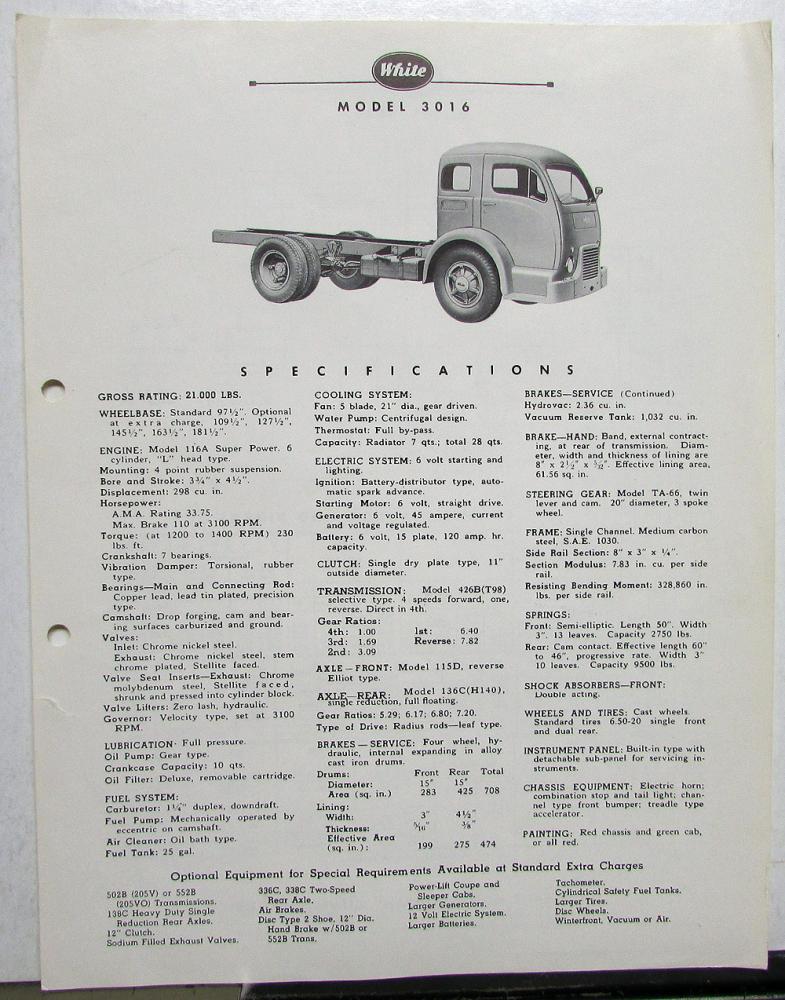 White
MODEL 3016
SPECIFICATIONS
GROSS RATING: 21.000 LBS.
WHEELBASE: Standard 97½". Optional
at extra charge, 109½", 127½",
145½", 163½", 181½".
ENGINE: Model 116A Super Power. 6
cylinder, "L" head type.
Mounting: 4 point rubber suspension.
Bore and Stroke: 3¾" x 4½".
Displacement: 298 cu. in.
Horsepower:
A.M.A. Rating 33.75.
Max. Brake 110 at 3100 RPM.
Torque: (at 1200 to 1400 RPM) 230
lbs. ft.
Crankshaft: 7 bearings.
Vibration Damper: Torsional, rubber
type.
Bearings—Main and Connecting Rod:
Copper lead, lead tin plated, precision
type.
Camshaft: Drop forging, cam and bear-
ing surfaces carburized and ground.
Valves:
Inlet: Chrome nickel steel.
Exhaust: Chrome nickel steel, stem
chrome plated, Stellite faced.
Valve Seat Inserts—Exhaust: Chrome
molybdenum steel, Stellite faced,
shrunk and pressed into cylinder block.
Valve Lifters: Zero lash, hydraulic.
Governor: Velocity type, set at 3100
RPM.
LUBRICATION- Full pressure.
Oil Pump: Gear type.
Crankcase Capacity: 10 qts.
Oil Filter: Deluxe, removable cartridge.
FUEL SYSTEM:
Carburetor: 1¼" duplex, downdraft.
Fuel Pump: Mechanically operated by
eccentric on camshaft.
Air Cleaner: Oil bath type.
Fuel Tank: 25 gal.
COOLING SYSTEM:
Fan: 5 blade, 21" dia., gear driven.
Water Pump: Centrifugal design.
Thermostat: Full by-pass.
Capacity: Radiator 7 qts.; total 28 qts.
ELECTRIC SYSTEM: 6 volt starting and
lighting.
Ignition: Battery-distributor type, auto-
matic spark advance.
Starting Motor: 6 volt, straight drive.
Generator: 6 volt, 45 ampere, current
and voltage regulated.
Battery: 6 volt, 15 plate, 120 amp. hr.
capacity.
CLUTCH: Single dry plate type, 11"
outside diameter.
TRANSMISSION: Model 426B(T98)
selective type. 4 speeds forward, one,
reverse. Direct in 4th.
Gear Ratios:
4th: 1.00 1st: 6.40
3rd: 1.69 Reverse: 7.82
2nd: 3.09
AXLE—FRONT: Model 115D, reverse
Elliot type.
AXLE—REAR: Model 136C(H140),
single reduction, full floating.
Gear Ratios: 5.29; 6.17; 6.80; 7.20.
Type of Drive: Radius rods—leaf type.
BRAKES—SERVICE: Four wheel, hy-
draulic, internal expanding in alloy
cast iron drums.
Drums: Front Rear Total
Diameter: 15" 15"
Area (sq. in.) 283 425 708
Lining:
Width: 3" 4½"
Thickness: ⅜"
Effective Area
(sq. in.): 199 275 474
BRAKES—SERVICE (Continued)
Hydrovac: 2.36 cu. in.
Vacuum Reserve Tank: 1,032 cu. in.
BRAKE—HAND: Band, external contract-
ing, at rear of transmission. Diam-
eter, width and thickness of lining are
8" x 2½" x Effective lining area,
61.56 sq. in.
STEERING GEAR: Model TA-66, twin
lever and cam. 20" diameter, 3 spoke
wheel.
FRAME: Single Channel. Medium carbon
steel, S.A.E. 1030.
Side Rail Section: 8" x 3" x ¼".
Section Modulus: 7.83 in. cu. per side
rail.
Resisting Bending Moment: 328,860 in.
lbs. per side rail.
SPRINGS:
Front: Semi-elliptic. Length 50". Width
3". 13 leaves. Capacity 2750 lbs.
Rear: Cam contact. Effective length 60"
to 46", progressive rate. Width 3"
10 leaves. Capacity 9500 lbs.
SHOCK ABSORBERS—FRONT:
Double acting.
WHEELS AND TIRES: Cast wheels.
Standard tires 6.50-20 single front
and dual rear.
INSTRUMENT PANEL: Built-in type with
detachable sub-panel for servicing in-
struments.
CHASSIS EQUIPMENT: Electric horn;
combination stop and tail light; chan-
nel type front bumper; treadle type
accelerator.
PAINTING: Red chassis and green cab,
or all red.
Optional Equipment for Special Requirements Available at Standard Extra Charges
502B (205V) or 552B
(205VO) Transmissions.
138C Heavy Duty Single
Reduction Rear Axles.
12" Clutch.
Sodium Filled Exhaust Valves.
336C, 338C Two-Speed
Rear Axle.
Air Brakes.
Disc Type 2 Shoe, 12" Dia.
Hand Brake w/502B or
552B Trans.
Power-Lift Coupe and
Sleeper Cabs.
Larger Generators.
12 Volt Electric System.
Larger Batteries.
Tachometer.
Cylindrical Safety Fuel Tanks.
Larger Tires.
Disc Wheels.
Winterfront, Vacuum or Air.